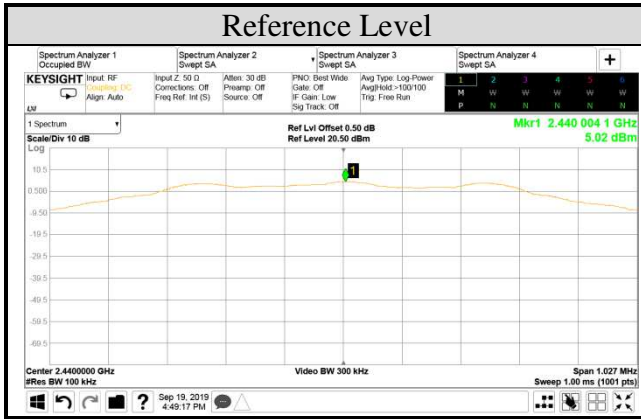 Reference Level
Spectrum Analyzer 1
Occupied BW
Spectrum Analyzer 2
Swept SA
Spectrum Analyzer 3
Swept SA
Spectrum Analyzer 4
Swept SA
KEYSIGHT
LXI
Input: RF
Coupling: DC
Align: Auto
Input Z: 50 Ω
Corrections: Off
Freq Ref: Int (S)
Atten: 30 dB
Preamp: Off
Source: Off
PNO: Best Wide
Gate: Off
IF Gain: Low
Sig Track: Off
Avg Type: Log-Power
Avg|Hold:>100/100
Trig: Free Run
1 2 3 4 5 6
M W W W W W
P N N N N N
1 Spectrum
Scale/Div 10 dB
Log
Ref Lvl Offset 0.50 dB
Ref Level 20.50 dBm
Mkr1 2.440 004 1 GHz
5.02 dBm
1
10.5
0.500
-9.50
-19.5
-29.5
-39.5
-49.5
-59.5
-69.5
Center 2.4400000 GHz
#Res BW 100 kHz
Video BW 300 kHz
Span 1.027 MHz
Sweep 1.00 ms (1001 pts)
?
Sep 19, 2019
4:49:17 PM